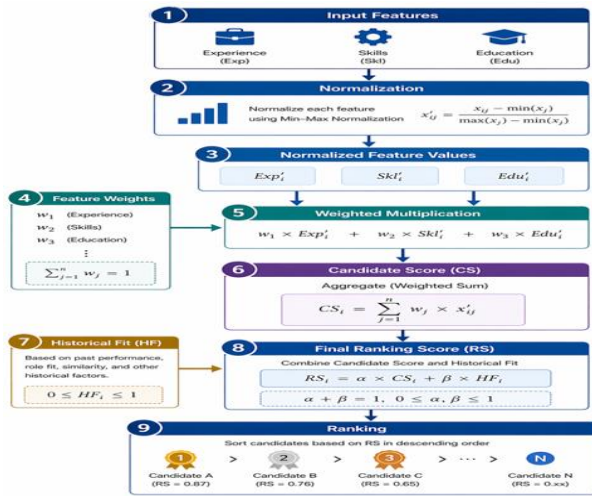 1 Input Features
Experience (Exp)
Skills (Skl)
Education (Edu)
2 Normalization
Normalize each feature
using Min–Max Normalization
x′ij = (xij − min(xj)) / (max(xj) − min(xj))
3 Normalized Feature Values
Exp′i Skl′i Edu′i
4 Feature Weights
w1 (Experience)
w2 (Skills)
w3 (Education)
⋮
∑ⁿj=1 wj = 1
5 Weighted Multiplication
w1 × Exp′i + w2 × Skl′i + w3 × Edu′i
6 Candidate Score (CS)
Aggregate (Weighted Sum)
CSi = ∑ⁿj=1 wj × x′ij
7 Historical Fit (HF)
Based on past performance,
role fit, similarity, and other
historical factors.
0 ≤ HFi ≤ 1
8 Final Ranking Score (RS)
Combine Candidate Score and Historical Fit
RSi = α × CSi + β × HFi
α + β = 1, 0 ≤ α, β ≤ 1
9 Ranking
Sort candidates based on RS in descending order
1 > 2 > 3 > ··· > N
Candidate A Candidate B Candidate C Candidate N
(RS = 0.87) (RS = 0.76) (RS = 0.65) (RS = 0.xx)